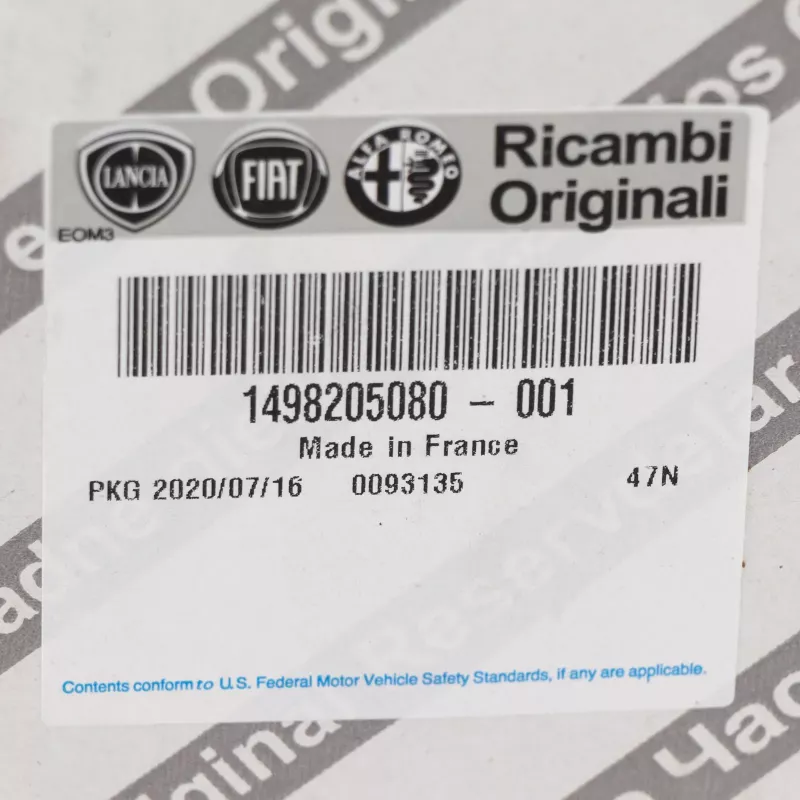 Origi
LANCIA
FIAT
ALFA ROMEO
Ricambi
Originali
EOM3
1498205080 - 001
Made in France
PKG 2020/07/16 0093135 47N
Contents conform to U.S. Federal Motor Vehicle Safety Standards, if any are applicable.